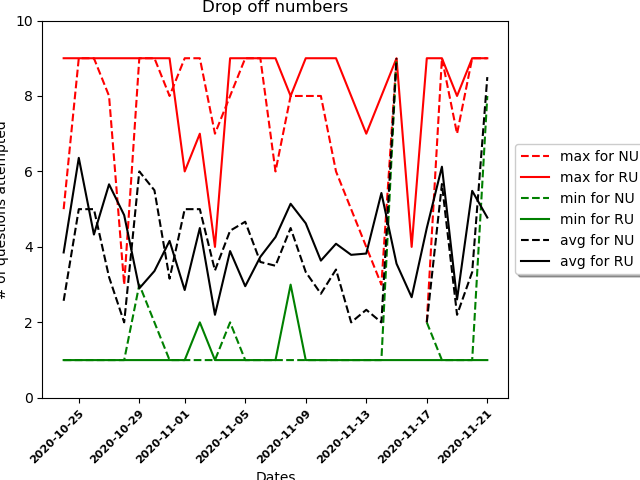 Drop off numbers
# of questions attempted
10
8
6
4
2
0
2020-10-25
2020-10-29
2020-11-01
2020-11-05
2020-11-09
2020-11-13
2020-11-17
2020-11-21
Dates
max for NU
max for RU
min for NU
min for RU
avg for NU
avg for RU